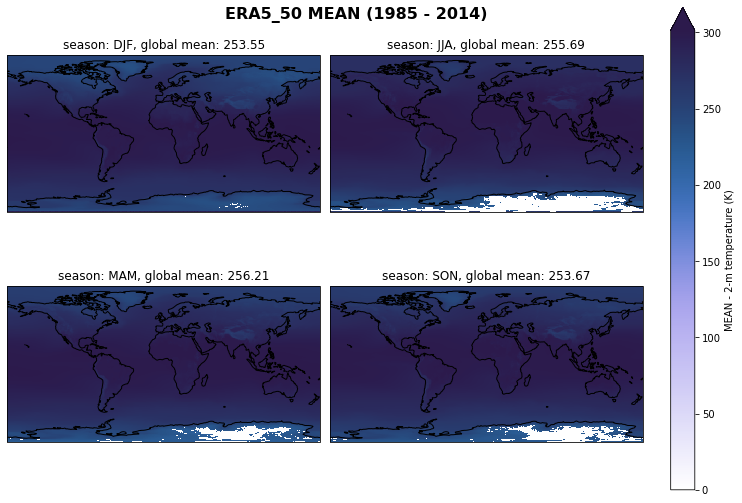 ERA5_50 MEAN (1985 - 2014)
season: DJF, global mean: 253.55
season: JJA, global mean: 255.69
season: MAM, global mean: 256.21
season: SON, global mean: 253.67
300
250
200
150
100
50
0
MEAN - 2-m temperature (K)